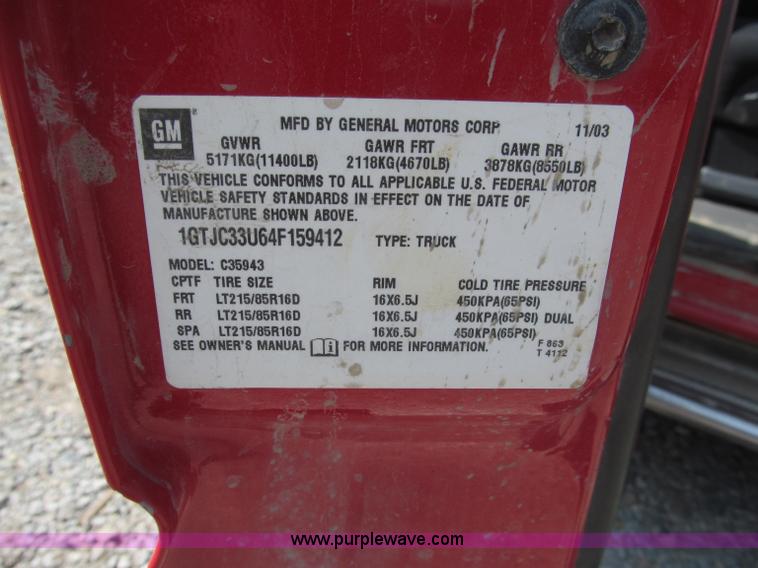 GM
MFD BY GENERAL MOTORS CORP 11/03
GVWR GAWR FRT GAWR RR
5171KG(11400LB) 2118KG(4670LB) 3878KG(8550LB)
THIS VEHICLE CONFORMS TO ALL APPLICABLE U.S. FEDERAL MOTOR
VEHICLE SAFETY STANDARDS IN EFFECT ON THE DATE OF
MANUFACTURE SHOWN ABOVE.
1GTJC33U64F159412 TYPE: TRUCK
MODEL: C35943
CPTF TIRE SIZE RIM COLD TIRE PRESSURE
FRT LT215/85R16D 16X6.5J 450KPA(65PSI)
RR LT215/85R16D 16X6.5J 450KPA(65PSI) DUAL
SPA LT215/85R16D 16X6.5J 450KPA(65PSI)
SEE OWNER'S MANUAL i FOR MORE INFORMATION.
F 863
T 4112
www.purplewave.com